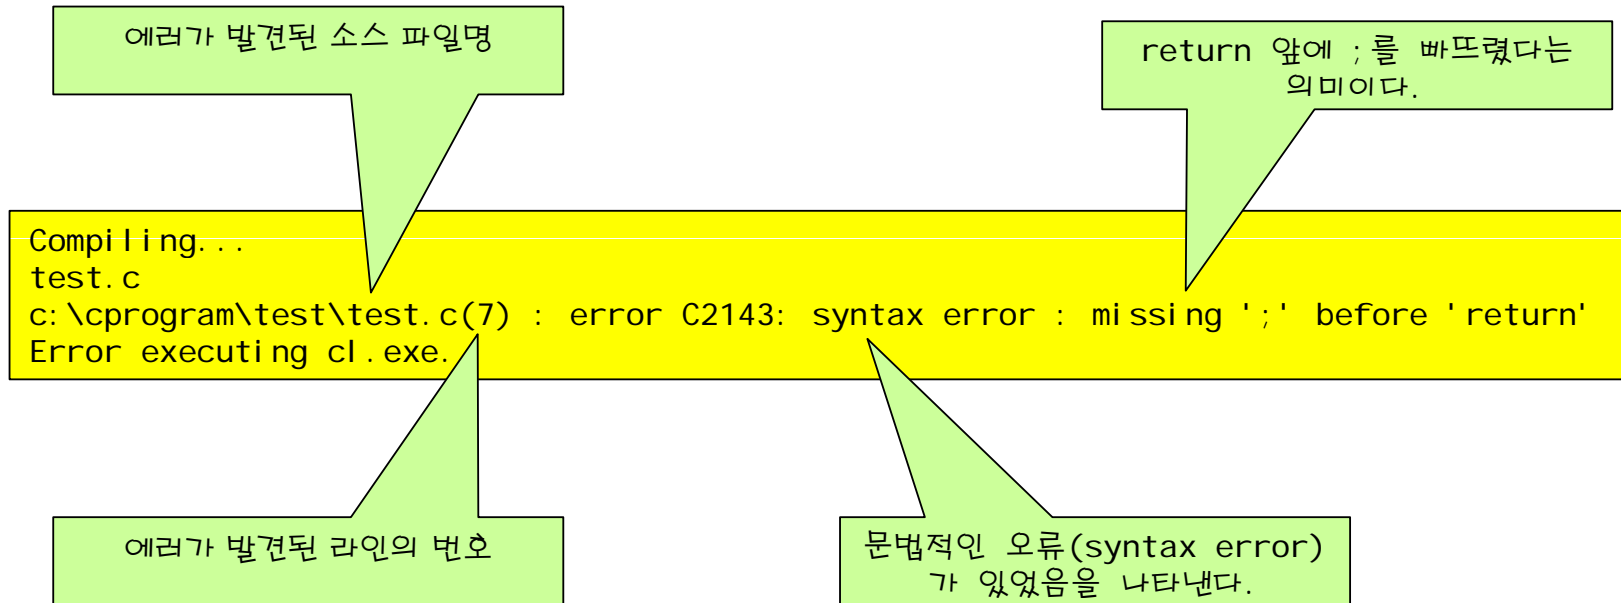 에러가 발견된 소스 파일명
return 앞에 ;를 빠뜨렸다는
의미이다.
Compiling...
test.c
c:\cprogram\test\test.c(7) : error C2143: syntax error : missing ';' before 'return'
Error executing cl.exe.
에러가 발견된 라인의 번호
문법적인 오류(syntax error)
가 있었음을 나타낸다.